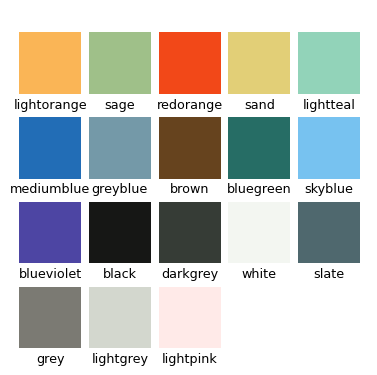 lightorange sage redorange sand lightteal
mediumblue greyblue brown bluegreen skyblue
blueviolet black darkgrey white slate
grey lightgrey lightpink